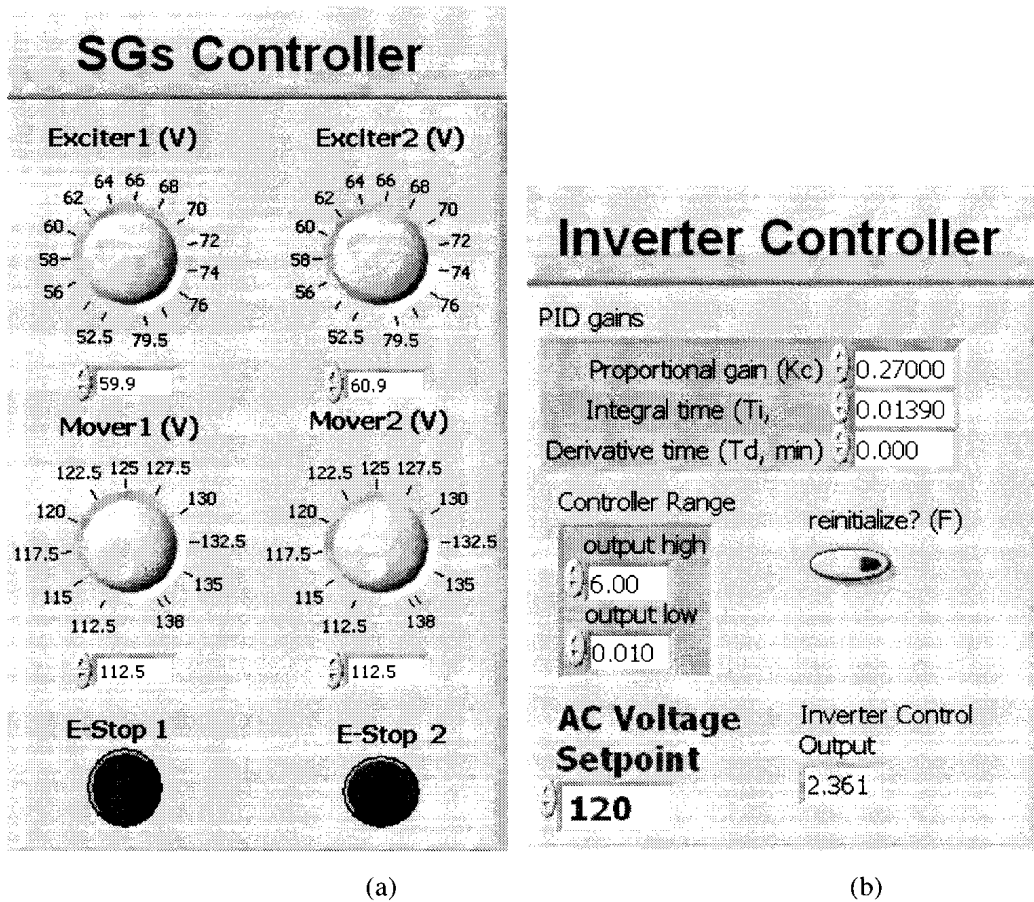 SGs Controller
Exciter1 (V)
Exciter2 (V)
64 66 68
62 70
60 72
58 74
56 76
52.5 79.5
64 66 68
62 70
60 72
58 74
56 76
52.5 79.5
59.9
60.9
Mover1 (V)
Mover2 (V)
122.5 125 127.5
120 130
117.5 132.5
115 135
112.5 138
122.5 125 127.5
120 130
117.5 132.5
115 135
112.5 138
112.5
112.5
E-Stop 1
E-Stop 2
(a)
Inverter Controller
PID gains
Proportional gain (Kc) 0.27000
Integral time (Ti, 0.01390
Derivative time (Td, min) 0.000
Controller Range
output high
6.00
output low
0.010
reinitialize? (F)
AC Voltage
Setpoint
120
Inverter Control
Output
2.361
(b)